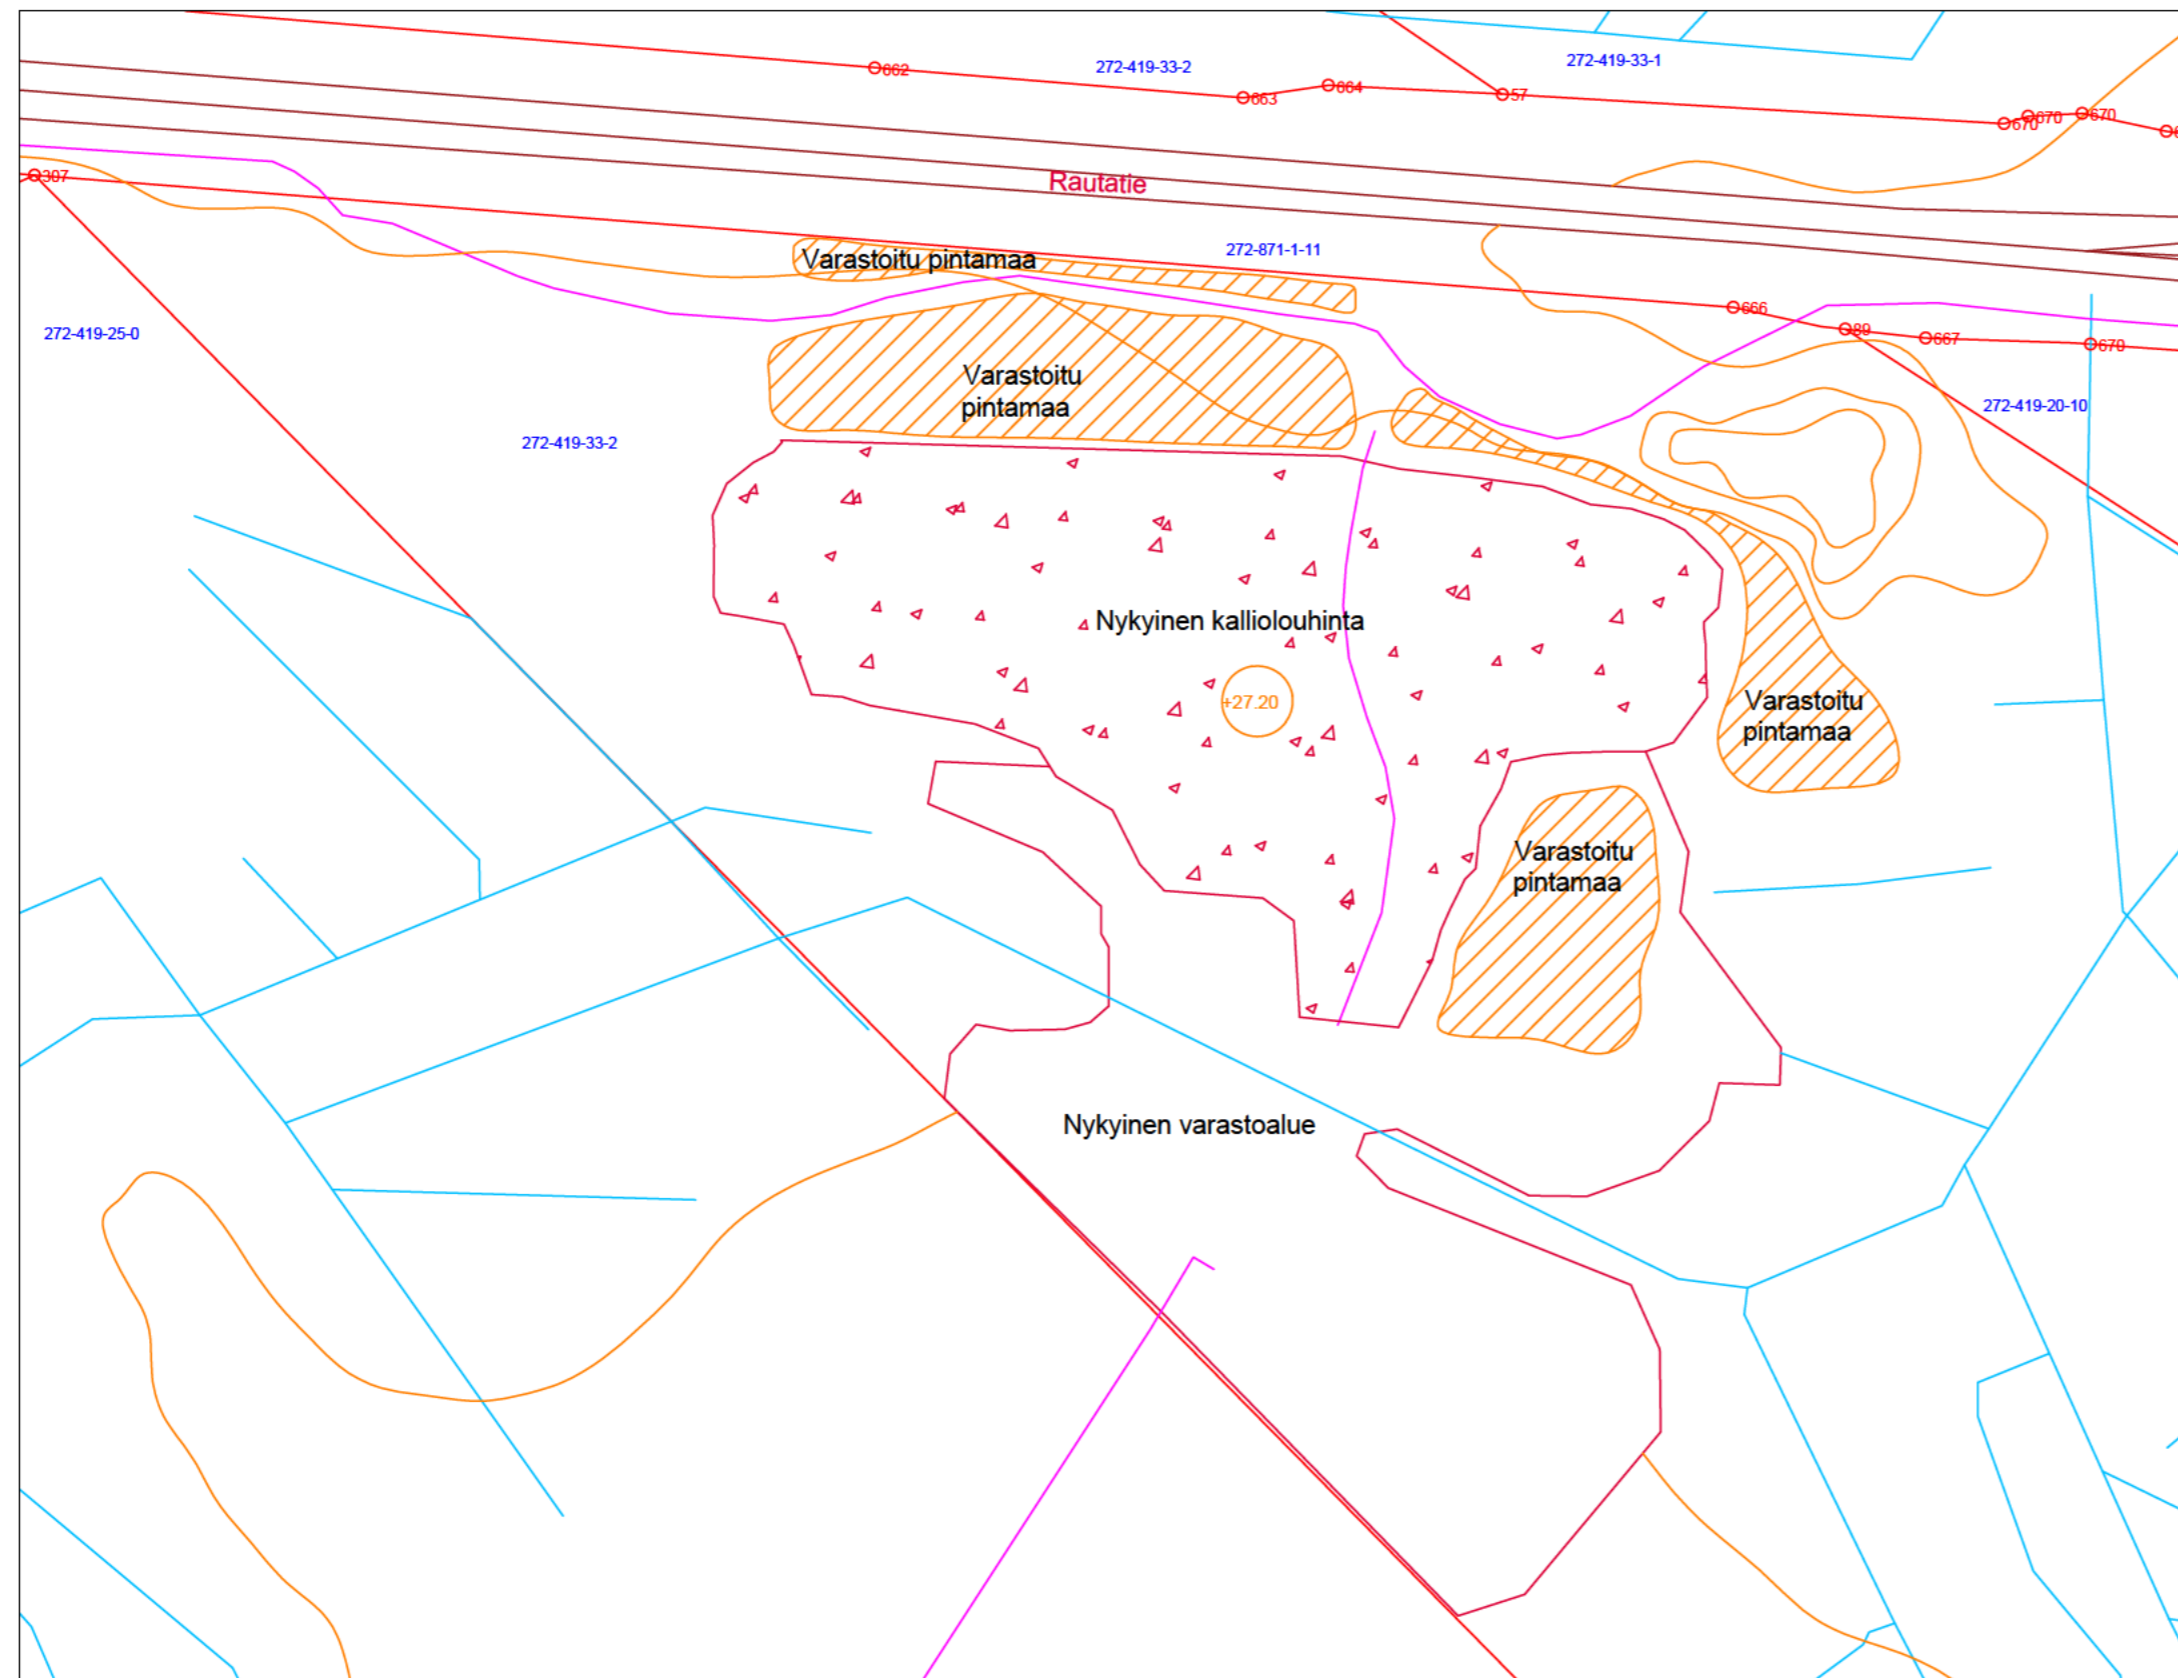 272-419-33-1
272-419-33-2
662
663
664
57
670
670
670
307
Rautatie
272-871-1-11
Varastoitu pintamaa
666
89
667
670
272-419-25-0
Varastoitu
pintamaa
272-419-20-10
272-419-33-2
Nykyinen kalliolouhinta
+27.20
Varastoitu
pintamaa
Varastoitu
pintamaa
Nykyinen varastoalue